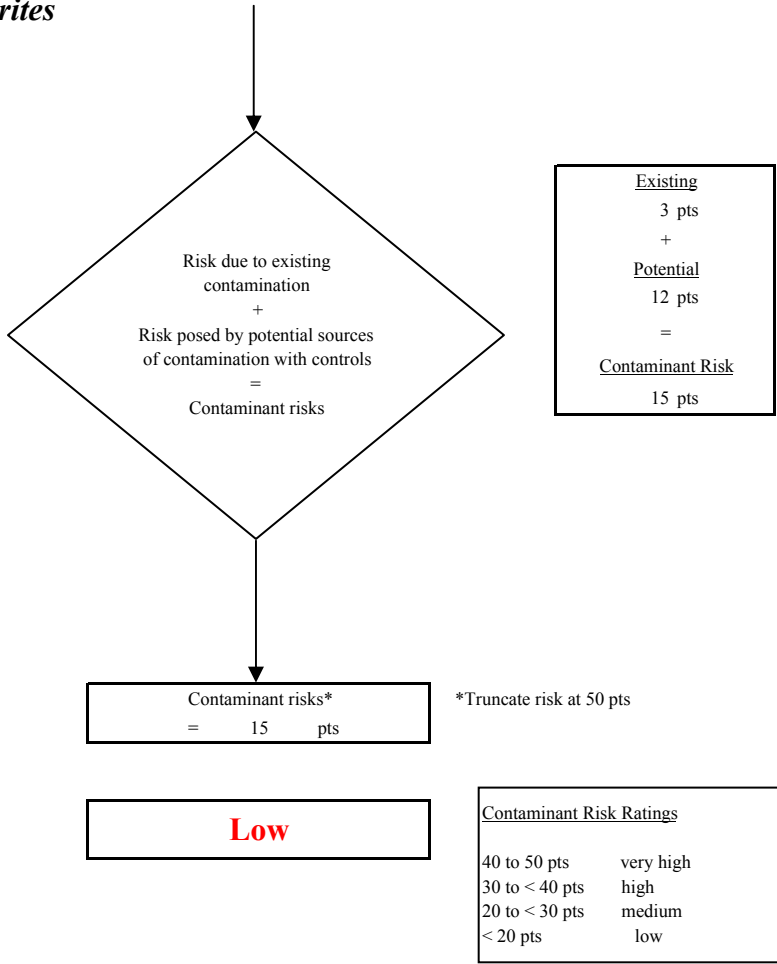 Risk due to existing
contamination
+
Risk posed by potential sources
of contamination with controls
=
Contaminant risks
Existing
3 pts
+
Potential
12 pts
=
Contaminant Risk
15 pts
Contaminant risks*
= 15 pts
*Truncate risk at 50 pts
Low
Contaminant Risk Ratings
40 to 50 pts very high
30 to < 40 pts high
20 to < 30 pts medium
< 20 pts low